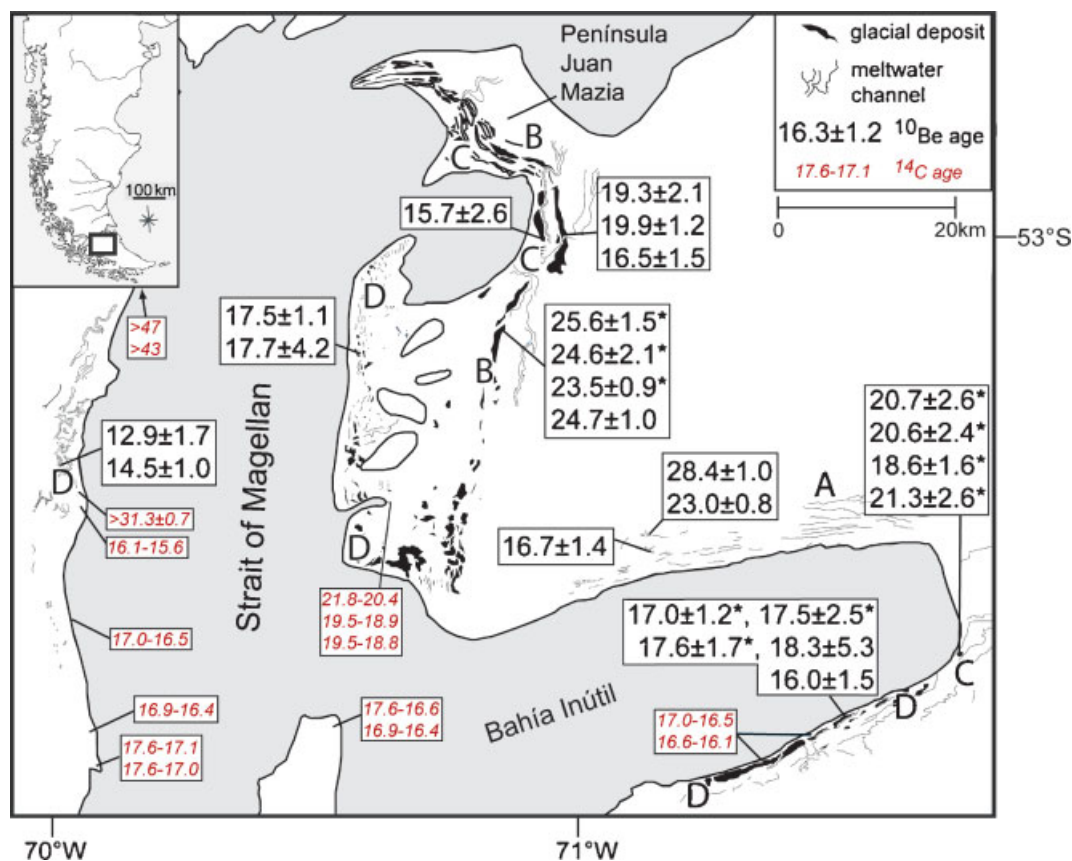 Península
Juan
Mazia
glacial deposit
meltwater
channel
16.3±1.2 ¹⁰Be age
17.6-17.1 ¹⁴C age
0 20km
100 km
53°S
B
C
15.7±2.6
19.3±2.1
19.9±1.2
16.5±1.5
C
D
>47
>43
17.5±1.1
17.7±4.2
25.6±1.5*
24.6±2.1*
23.5±0.9*
24.7±1.0
B
20.7±2.6*
20.6±2.4*
18.6±1.6*
21.3±2.6*
12.9±1.7
14.5±1.0
D
>31.3±0.7
16.1-15.6
Strait of Magellan
28.4±1.0
23.0±0.8
A
16.7±1.4
D
21.8-20.4
19.5-18.9
19.5-18.8
17.0±1.2*, 17.5±2.5*
17.6±1.7*, 18.3±5.3
16.0±1.5
C
D
17.0-16.5
Bahía Inútil
17.0-16.5
16.6-16.1
16.9-16.4
17.6-16.6
16.9-16.4
17.6-17.1
17.6-17.0
D
70°W
71°W